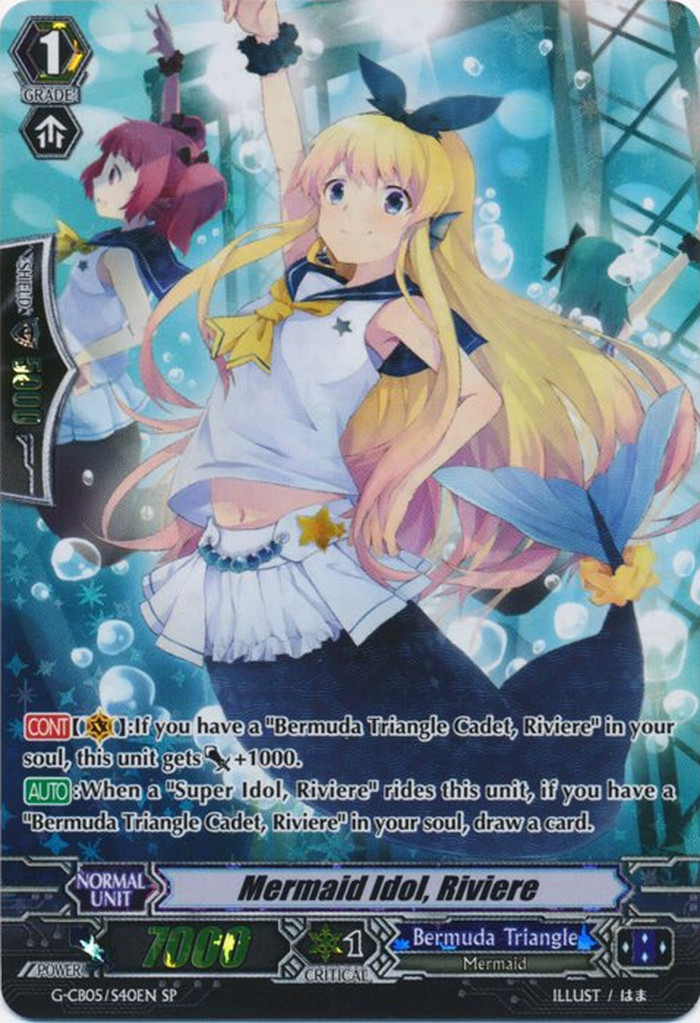 1
GRADE
SHIELD
5000
CONT【】:If you have a "Bermuda Triangle Cadet, Riviere" in your
soul, this unit gets +1000.
AUTO:When a "Super Idol, Riviere" rides this unit, if you have a
"Bermuda Triangle Cadet, Riviere" in your soul, draw a card.
NORMAL
UNIT
Mermaid Idol, Riviere
POWER
7000
1
CRITICAL
Bermuda Triangle
Mermaid
G-CB05/S40EN SP
ILLUST / はま